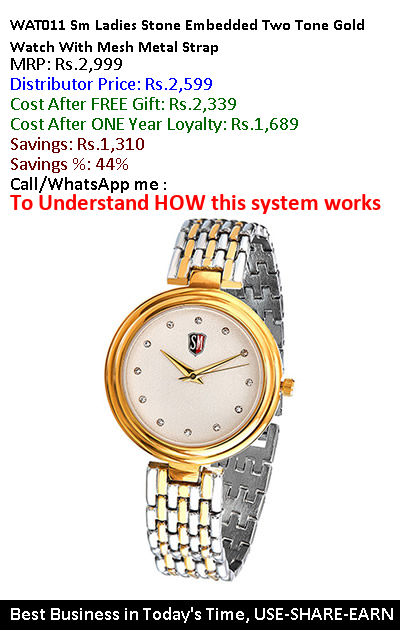 WAT011 Sm Ladies Stone Embedded Two Tone Gold
Watch With Mesh Metal Strap
MRP: Rs.2,999
Distributor Price: Rs.2,599
Cost After FREE Gift: Rs.2,339
Cost After ONE Year Loyalty: Rs.1,689
Savings: Rs.1,310
Savings %: 44%
Call/WhatsApp me :
To Understand HOW this system works
SM
Best Business in Today's Time, USE-SHARE-EARN